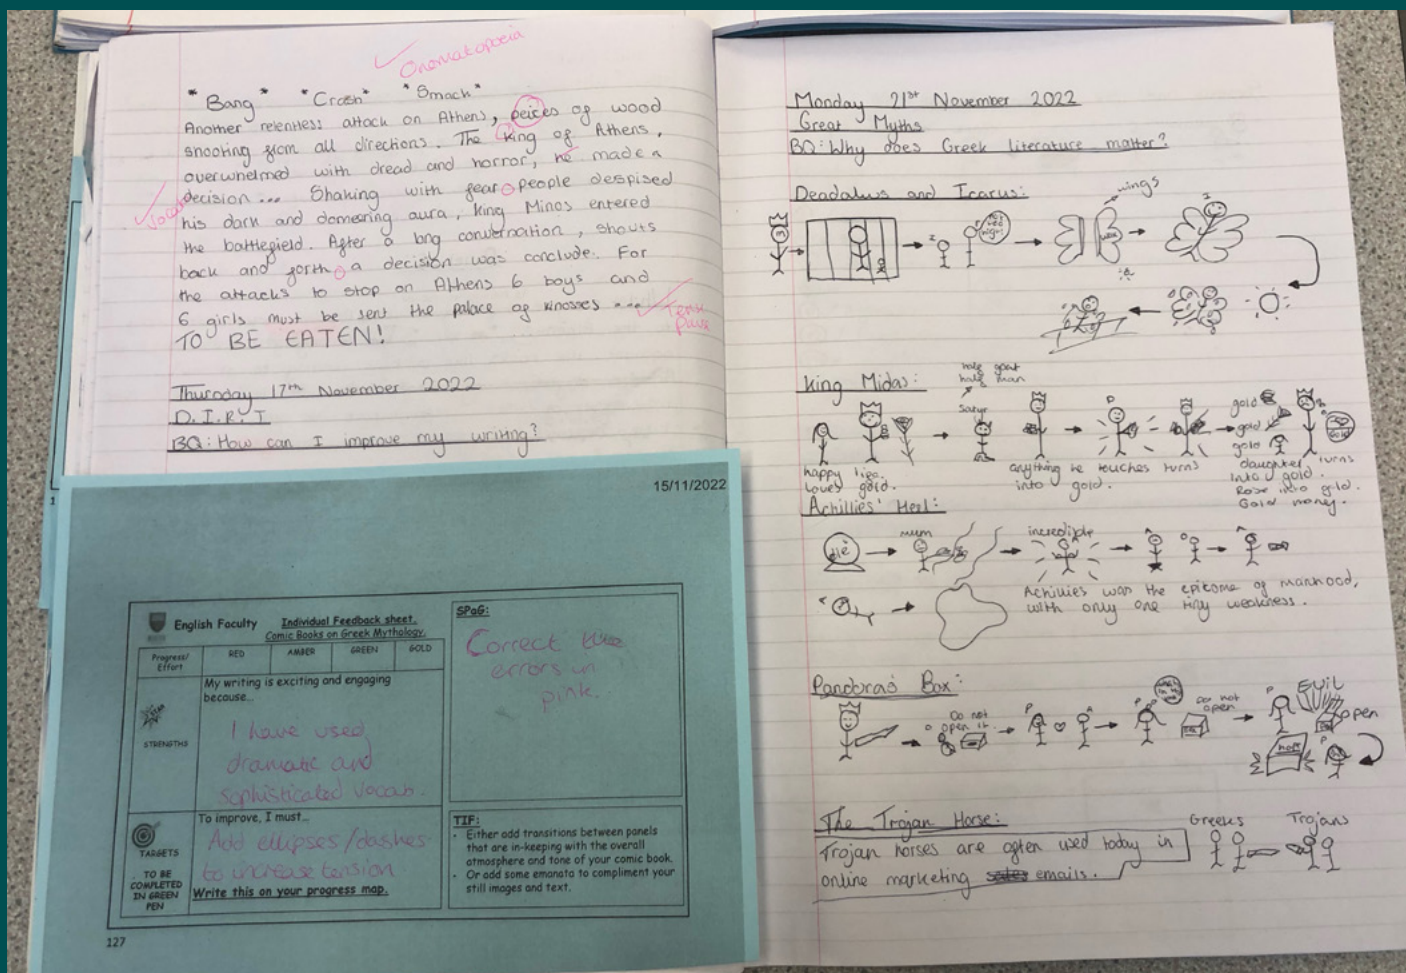 Onomatopoeia
*Bang* *Crash* *Smach*
Another relentless attack on Athens, peices of wood
shooting from all directions. The king of Athens,
overwhelmed with dread and horror, he made a
decision... Shaking with fear people despised
Vocab
his dark and domeering aura, king Minos entered
the battlefield. After a long convernation, shouts
back and forth a decision was conclude. For
the attacks to stop on Athens 6 boys and
6 girls must be sent the palace of Knosses ....
Tense
Pause
TO BE EATEN!
Thursday 17th November 2022
D.I.R.T
BQ: How can I improve my writing?
15/11/2022
English Faculty
Individual Feedback sheet.
Comic Books on Greek Mythology.
Progress/
Effort
RED AMBER GREEN GOLD
STRENGTHS
My writing is exciting and engaging
because...
I have used
dramatic and
sophisticated vocab.
TARGETS
TO BE
COMPLETED
IN GREEN
PEN
To improve, I must...
Add ellipses/dashes
to increase tension
Write this on your progress map.
SPaG:
Correct the
errors in
pink.
TIF:
- Either add transitions between panels
that are in-keeping with the overall
atmosphere and tone of your comic book.
- Or add some emanata to compliment your
still images and text.
127
Monday 21st November 2022
Great Myths
BQ: Why does Greek literature matter?
Deadalus and Icarus:
wings
wax
King Midas:
half goat
half man
satyr
happy life.
Loves gold.
anything he touches turns
into gold.
gold
gold
gold
daughter turns
into gold.
Rose into gold.
Gold money.
Achillies' Heel:
mum
incredible
Achillies was the epitome of manhood,
with only one tiny weakness.
Pandora's Box:
Do not
open it.
Do not
open
EVIL
open
hope
The Trojan Horse:
Greeks Trojans
Trojan horses are often used today in
online marketing emails.